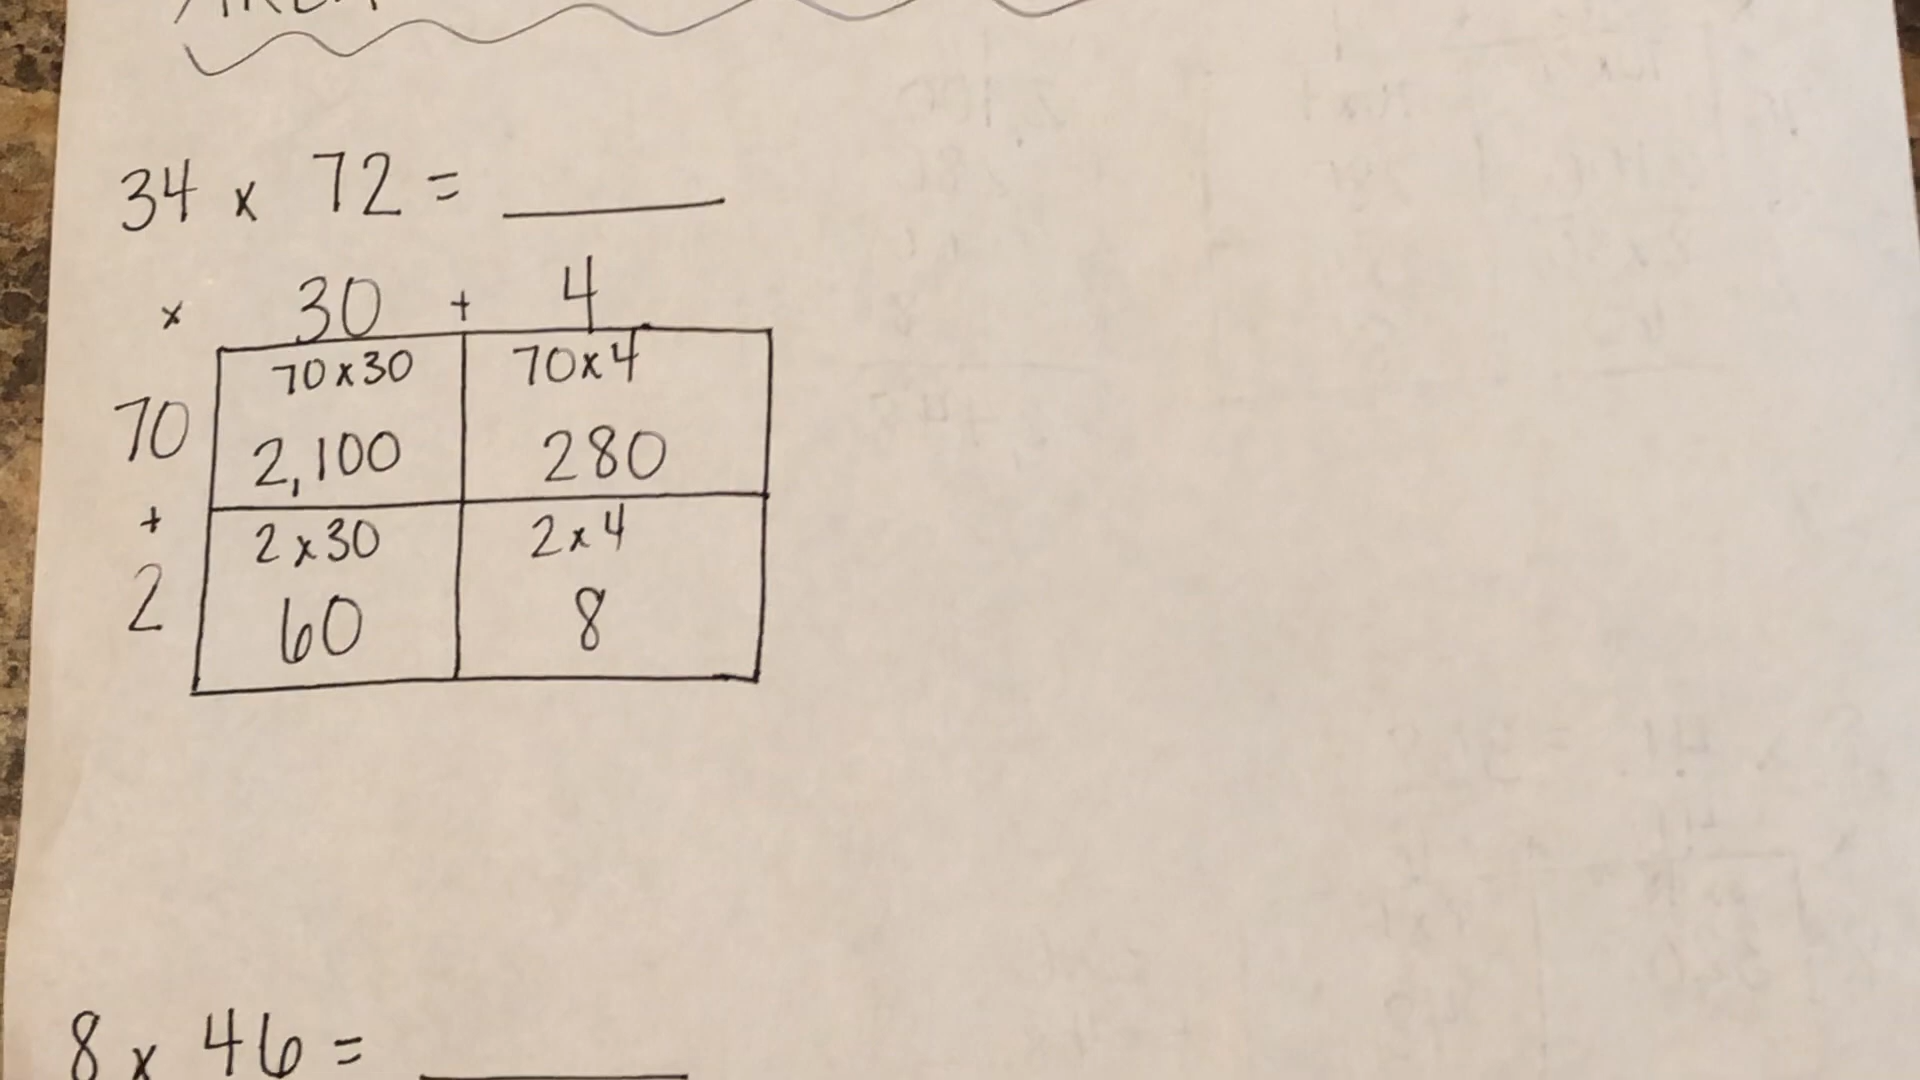 AREA
34 x 72 = ______
x 30 + 4
70x30 70x4
70 2,100 280
+
2x30 2x4
2 60 8
8 x 46 = ______